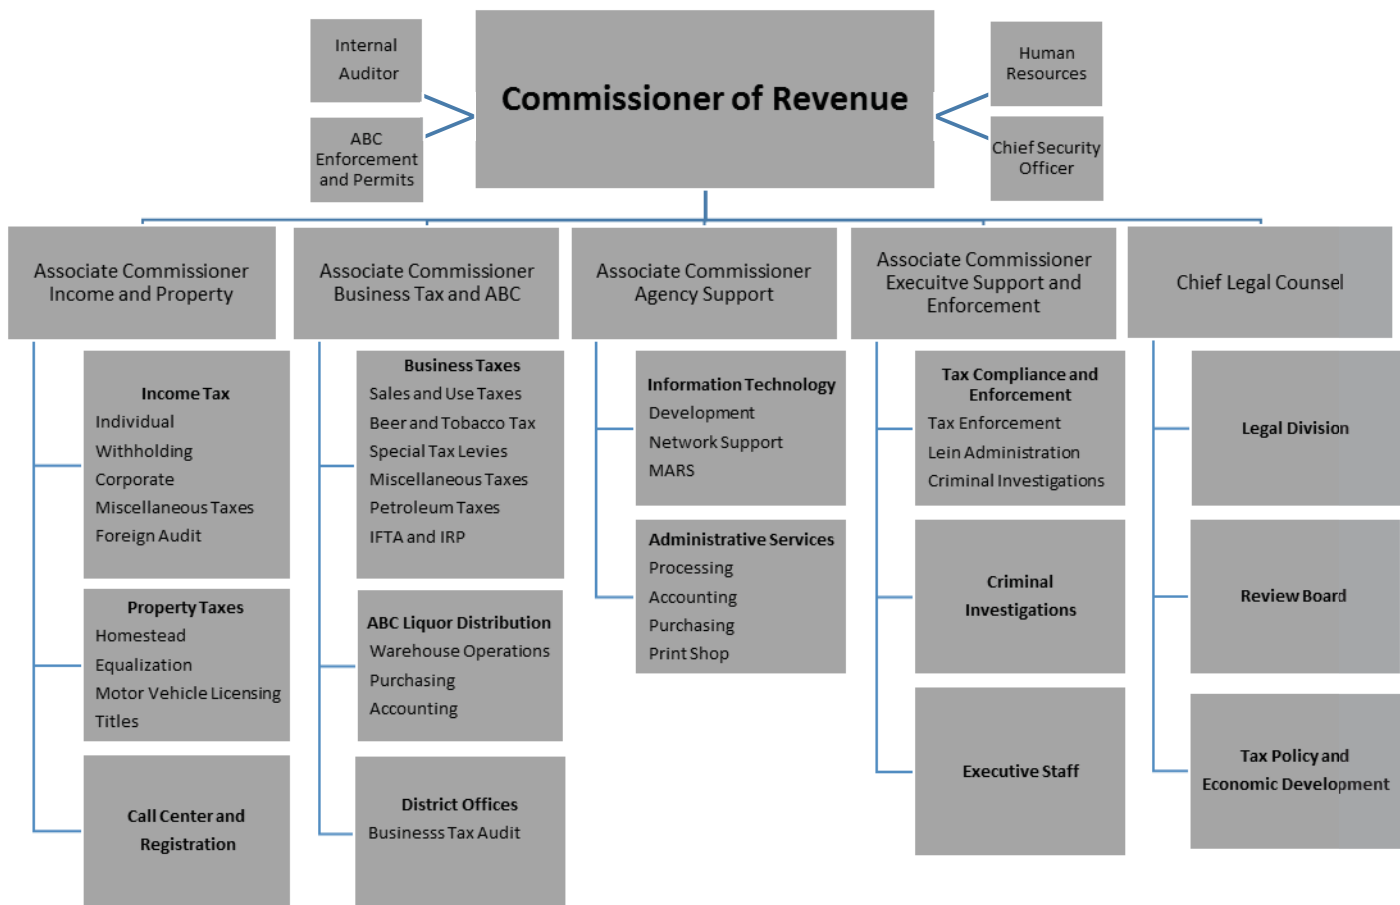 Internal
Auditor
ABC
Enforcement
and Permits
Commissioner of Revenue
Human
Resources
Chief Security
Officer
Associate Commissioner
Income and Property
Associate Commissioner
Business Tax and ABC
Associate Commissioner
Agency Support
Associate Commissioner
Execuitve Support and
Enforcement
Chief Legal Counsel
Income Tax
Individual
Withholding
Corporate
Miscellaneous Taxes
Foreign Audit
Property Taxes
Homestead
Equalization
Motor Vehicle Licensing
Titles
Call Center and
Registration
Business Taxes
Sales and Use Taxes
Beer and Tobacco Tax
Special Tax Levies
Miscellaneous Taxes
Petroleum Taxes
IFTA and IRP
ABC Liquor Distribution
Warehouse Operations
Purchasing
Accounting
District Offices
Businesss Tax Audit
Information Technology
Development
Network Support
MARS
Administrative Services
Processing
Accounting
Purchasing
Print Shop
Tax Compliance and
Enforcement
Tax Enforcement
Lein Administration
Criminal Investigations
Criminal
Investigations
Executive Staff
Legal Division
Review Board
Tax Policy and
Economic Development